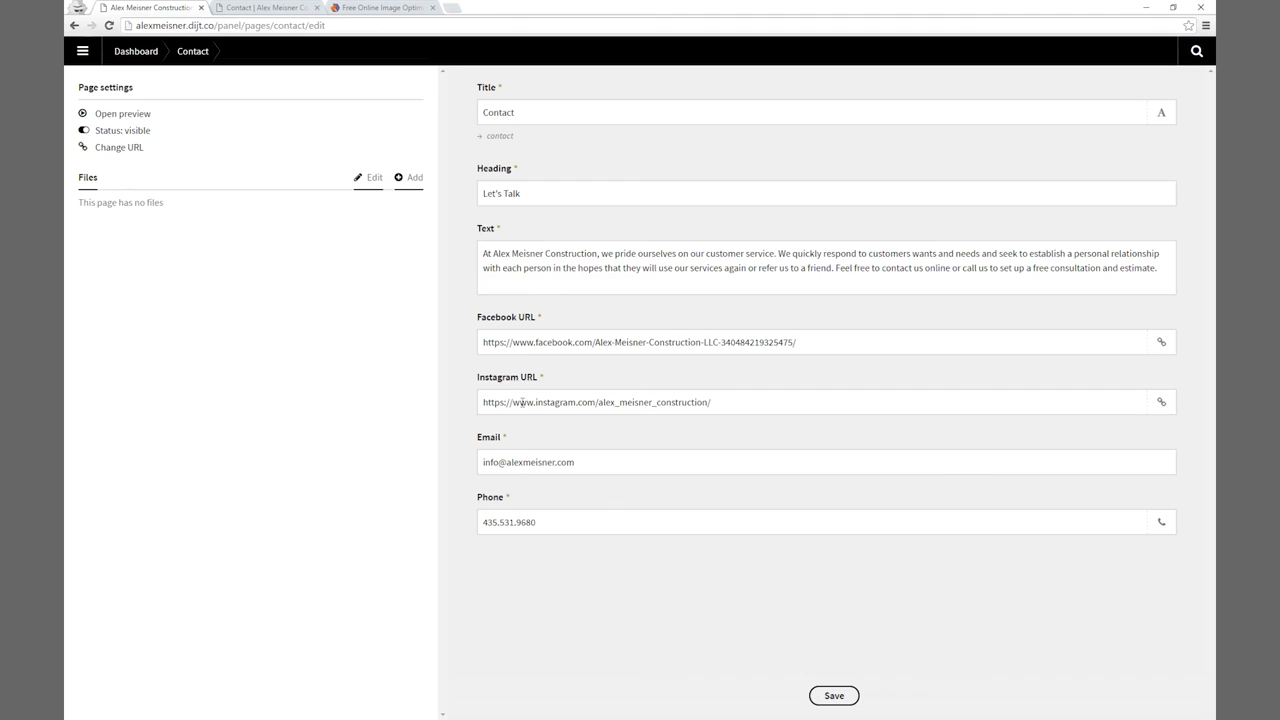 Alex Meisner Constructio
Contact | Alex Meisner Co
Free Online Image Optim
alexmeisner.dijt.co/panel/pages/contact/edit
Dashboard
Contact
Page settings
Open preview
Status: visible
Change URL
Files
Edit
Add
This page has no files
Title *
Contact
A
→ contact
Heading *
Let's Talk
Text *
At Alex Meisner Construction, we pride ourselves on our customer service. We quickly respond to customers wants and needs and seek to establish a personal relationship
with each person in the hopes that they will use our services again or refer us to a friend. Feel free to contact us online or call us to set up a free consultation and estimate.
Facebook URL *
https://www.facebook.com/Alex-Meisner-Construction-LLC-340484219325475/
Instagram URL *
https://www.instagram.com/alex_meisner_construction/
Email *
info@alexmeisner.com
Phone *
435.531.9680
Save